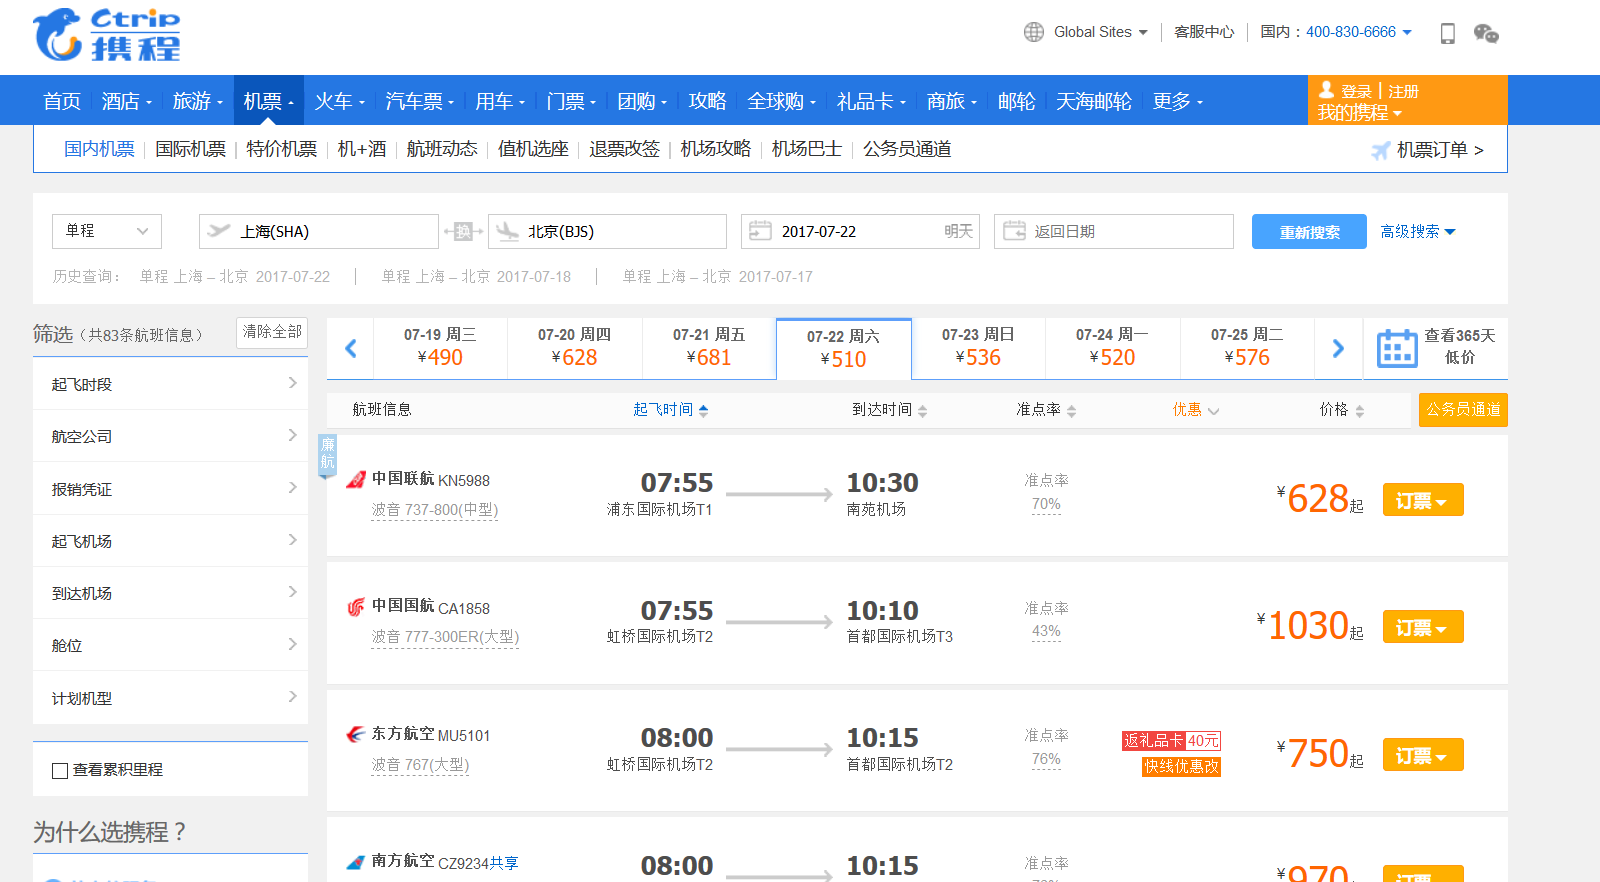 Ctrip
携程
Global Sites
客服中心
国内：400-830-6666
首页 酒店 旅游 机票 火车 汽车票 用车 门票 团购 攻略 全球购 礼品卡 商旅 邮轮 天海邮轮 更多
登录 | 注册
我的携程
国内机票 | 国际机票 | 特价机票 | 机+酒 | 航班动态 | 值机选座 | 退票改签 | 机场攻略 | 机场巴士 | 公务员通道
机票订单 >
单程 上海(SHA) 换 北京(BJS) 2017-07-22 明天 返回日期 重新搜索 高级搜索
历史查询： 单程 上海 – 北京 2017-07-22 | 单程 上海 – 北京 2017-07-18 | 单程 上海 – 北京 2017-07-17
筛选（共83条航班信息） 清除全部
起飞时段
航空公司
报销凭证
起飞机场
到达机场
舱位
计划机型
查看累积里程
为什么选携程？
07-19 周三 07-20 周四 07-21 周五 07-22 周六 07-23 周日 07-24 周一 07-25 周二
¥490 ¥628 ¥681 ¥510 ¥536 ¥520 ¥576
查看365天
低价
航班信息 起飞时间 到达时间 准点率 优惠 价格 公务员通道
廉航
中国联航 KN5988 07:55 10:30 准点率 ¥628起 订票
波音 737-800(中型) 浦东国际机场T1 南苑机场 70%
中国国航 CA1858 07:55 10:10 准点率 ¥1030起 订票
波音 777-300ER(大型) 虹桥国际机场T2 首都国际机场T3 43%
东方航空 MU5101 08:00 10:15 准点率 返礼品卡 40元 ¥750起 订票
波音 767(大型) 虹桥国际机场T2 首都国际机场T2 76% 快线优惠改
南方航空 CZ9234共享 08:00 10:15 准点率 ¥970 订票